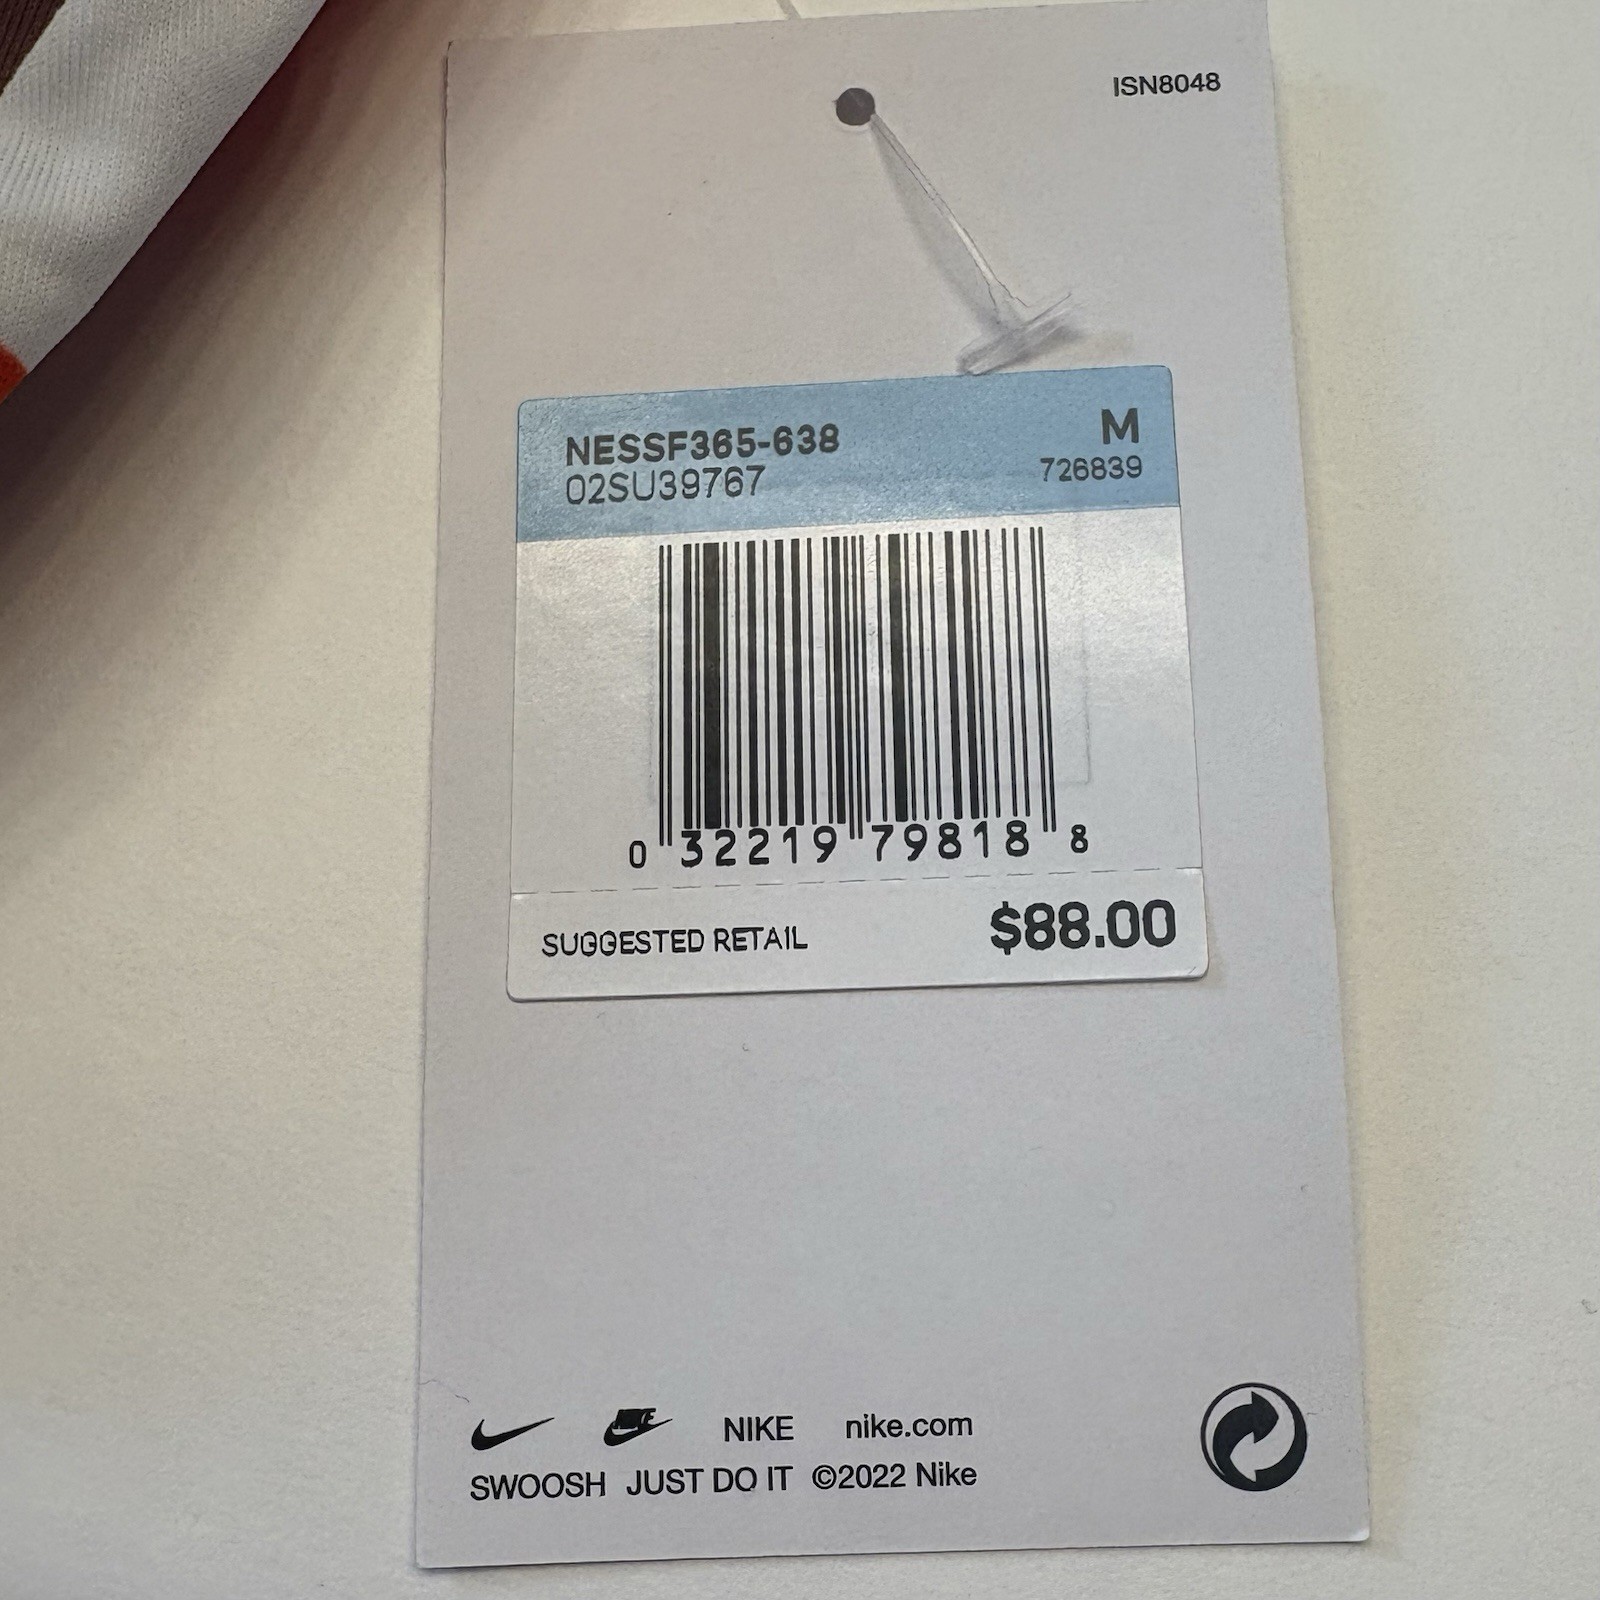 ISN8048
NESSF365-638 M
02SU39767 726839
0 32219 79818 8
SUGGESTED RETAIL $88.00
NIKE NIKE nike.com
SWOOSH JUST DO IT ©2022 Nike